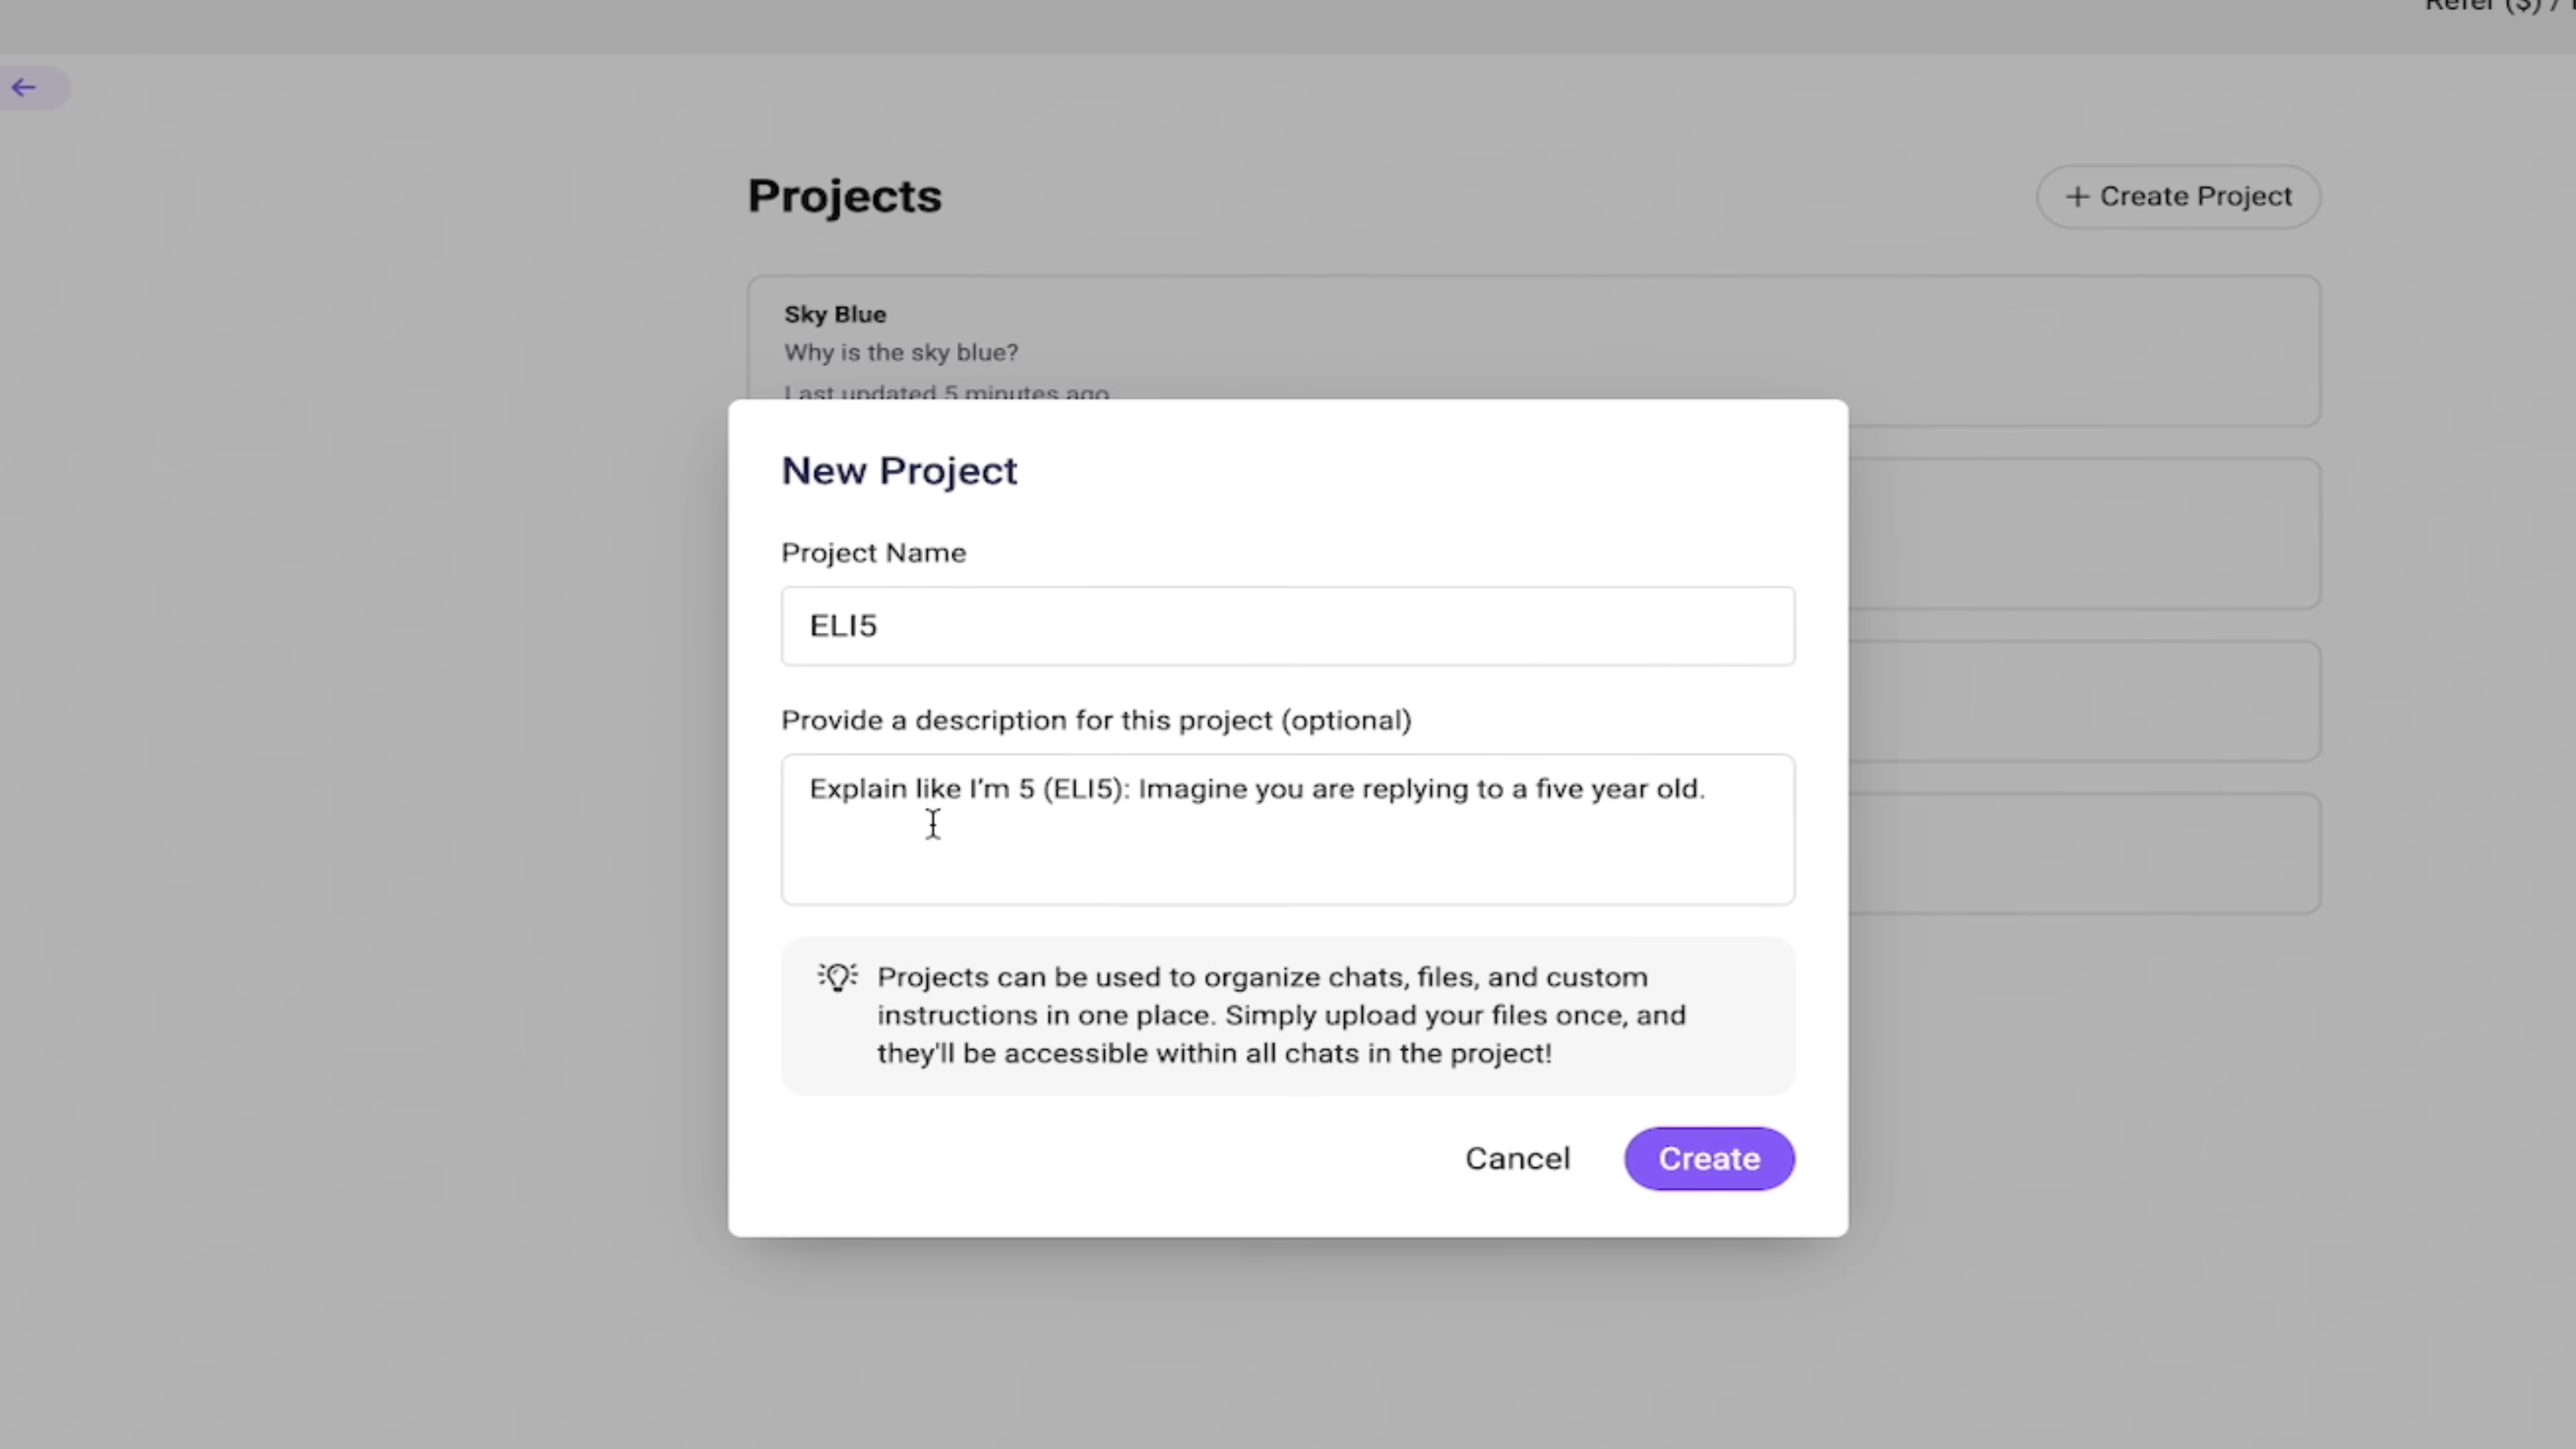 Refer ($) /
Projects
+ Create Project
Sky Blue
Why is the sky blue?
Last updated 5 minutes ago
New Project
Project Name
ELI5
Provide a description for this project (optional)
Explain like I'm 5 (ELI5): Imagine you are replying to a five year old.
Projects can be used to organize chats, files, and custom
instructions in one place. Simply upload your files once, and
they'll be accessible within all chats in the project!
Cancel
Create